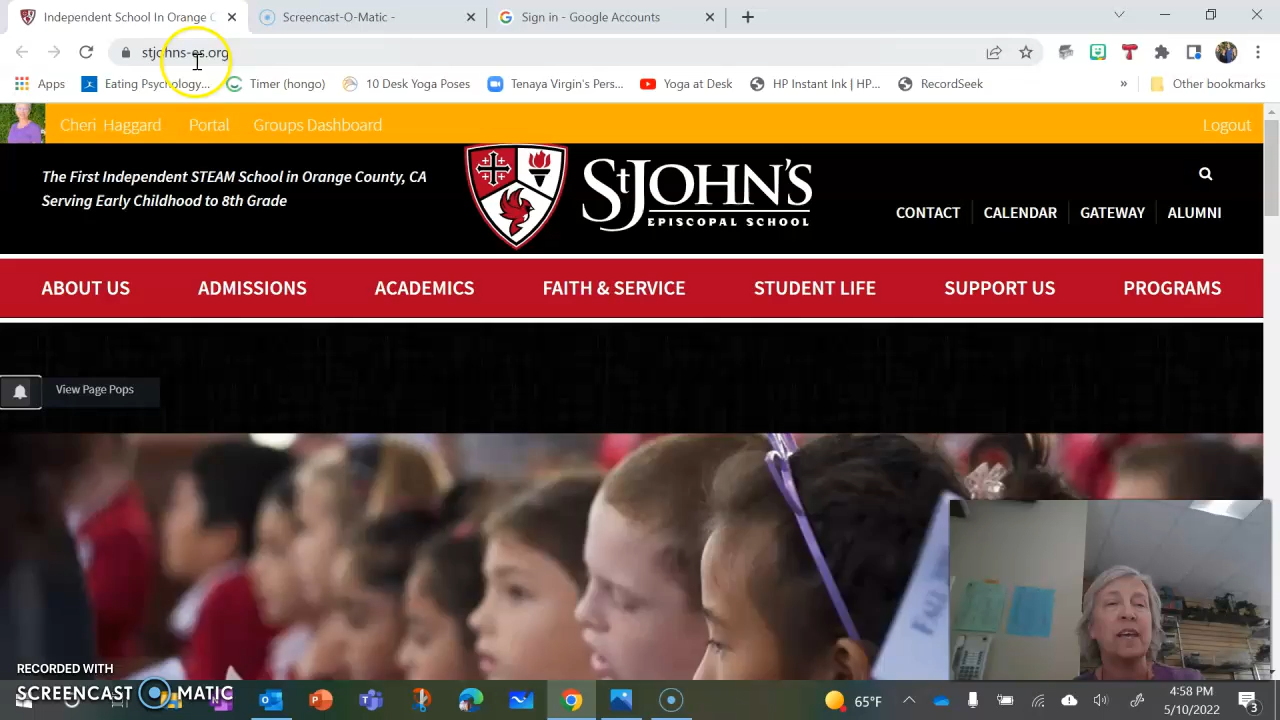 Independent School In Orange C
Screencast-O-Matic -
Sign in - Google Accounts
stjohns-es.org
Apps
Eating Psychology...
Timer (hongo)
10 Desk Yoga Poses
Tenaya Virgin's Pers...
Yoga at Desk
HP Instant Ink, | HP...
RecordSeek
»
Other bookmarks
Cheri Haggard
Portal
Groups Dashboard
Logout
The First Independent STEAM School in Orange County, CA
Serving Early Childhood to 8th Grade
ST JOHN'S
EPISCOPAL SCHOOL
CONTACT
CALENDAR
GATEWAY
ALUMNI
ABOUT US
ADMISSIONS
ACADEMICS
FAITH & SERVICE
STUDENT LIFE
SUPPORT US
PROGRAMS
View Page Pops
RECORDED WITH
SCREENCAST MATIC
65°F
4:58 PM
5/10/2022
3